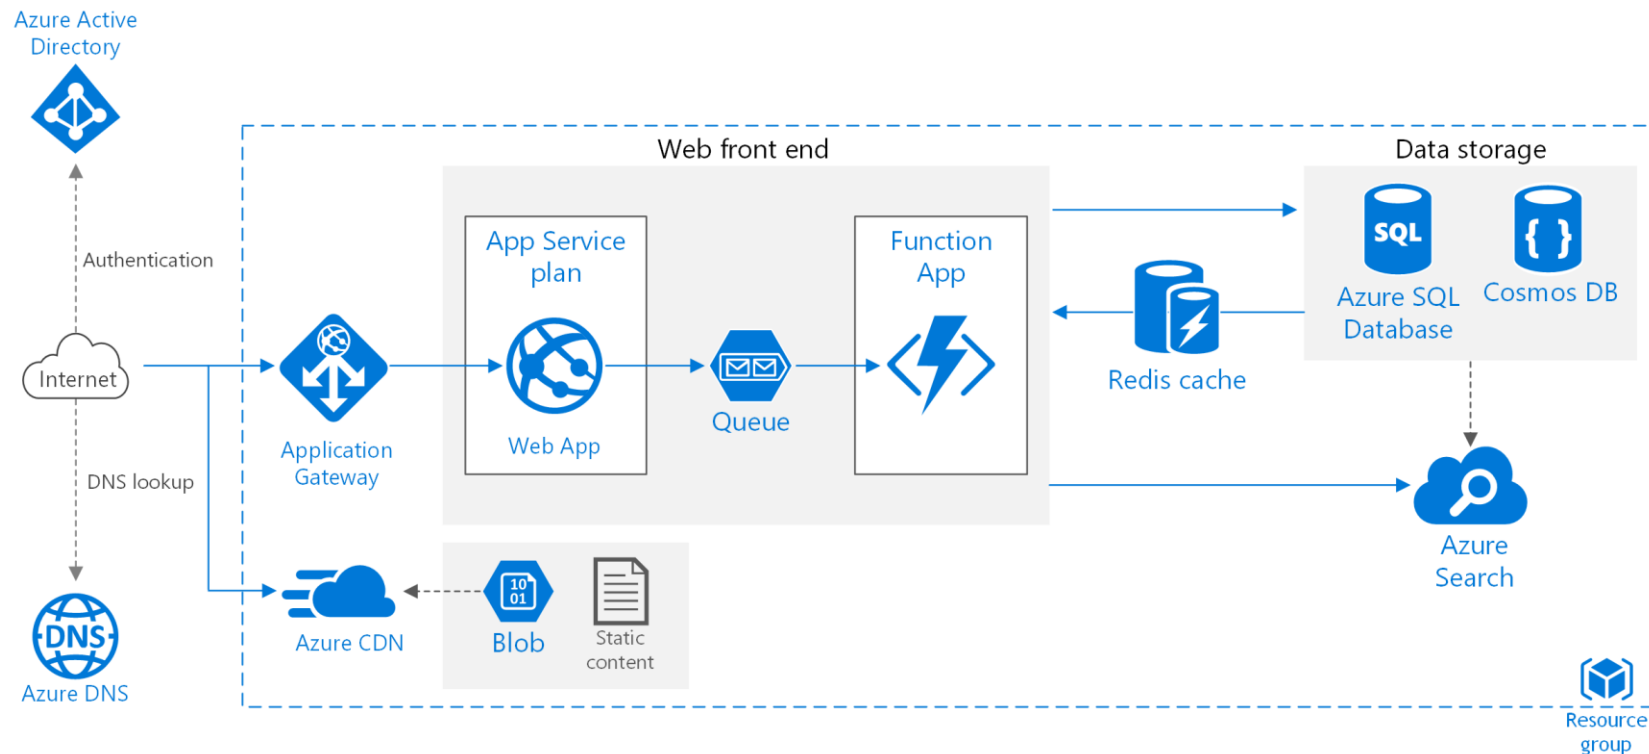 Azure Active
Directory
Authentication
Internet
DNS lookup
DNS
Azure DNS
Application
Gateway
Azure CDN
Web front end
App Service
plan
Web App
Queue
Function
App
10
01
Blob
Static
content
Redis cache
Data storage
SQL
Azure SQL
Database
{ }
Cosmos DB
Azure
Search
Resource
group